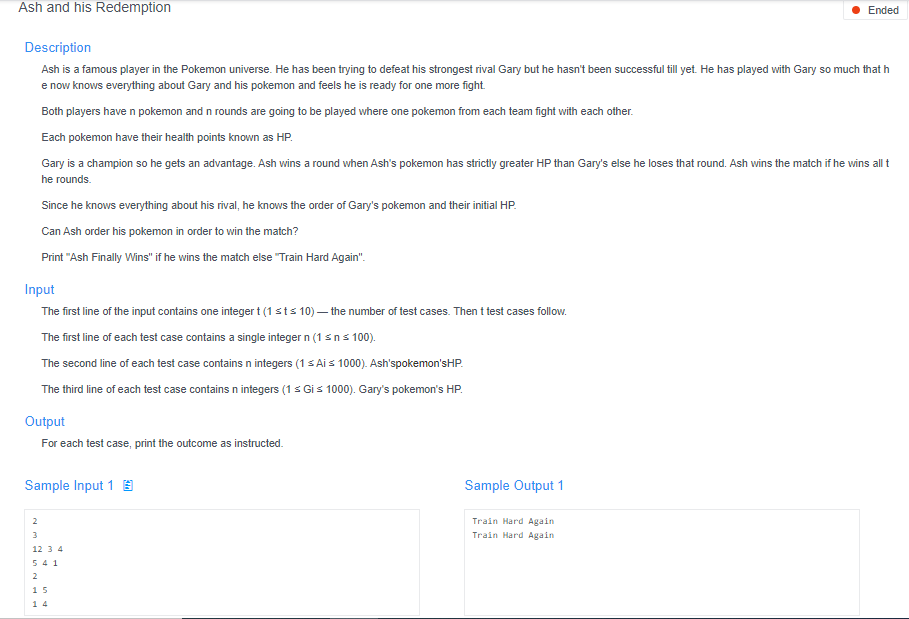 Ash and his Redemption
Ended
Description
Ash is a famous player in the Pokemon universe. He has been trying to defeat his strongest rival Gary but he hasn't been successful till yet. He has played with Gary so much that h
e now knows everything about Gary and his pokemon and feels he is ready for one more fight.
Both players have n pokemon and n rounds are going to be played where one pokemon from each team fight with each other.
Each pokemon have their health points known as HP.
Gary is a champion so he gets an advantage. Ash wins a round when Ash's pokemon has strictly greater HP than Gary's else he loses that round. Ash wins the match if he wins all t
he rounds.
Since he knows everything about his rival, he knows the order of Gary's pokemon and their initial HP.
Can Ash order his pokemon in order to win the match?
Print "Ash Finally Wins" if he wins the match else "Train Hard Again".
Input
The first line of the input contains one integer t (1 ≤ t ≤ 10) — the number of test cases. Then t test cases follow.
The first line of each test case contains a single integer n (1 ≤ n ≤ 100).
The second line of each test case contains n integers (1 ≤ Ai ≤ 1000). Ash'spokemon'sHP.
The third line of each test case contains n integers (1 ≤ Gi ≤ 1000). Gary's pokemon's HP.
Output
For each test case, print the outcome as instructed.
Sample Input 1
2
3
12 3 4
5 4 1
2
1 5
1 4
Sample Output 1
Train Hard Again
Train Hard Again